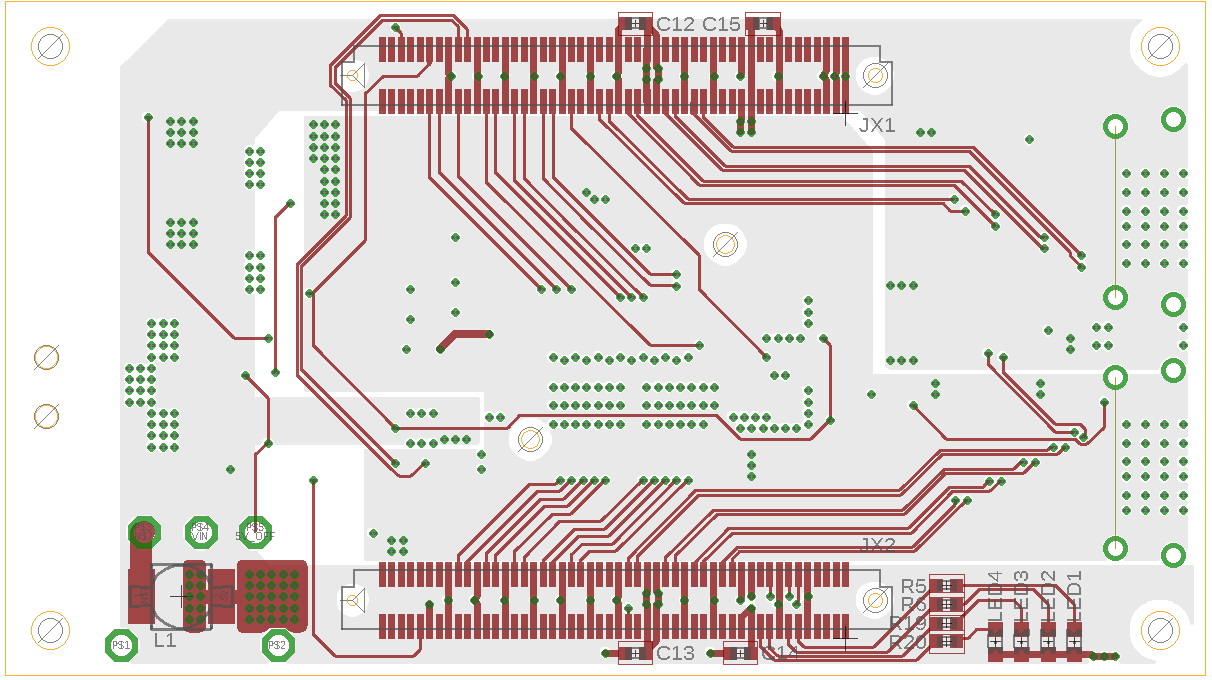 C12 C15
JX1
PS4
VIN
PS5
5V_OFF
JX2
L1
PS1
PS2
C13
C14
R5
R6
R19
R20
LED4
LED3
LED2
LED1